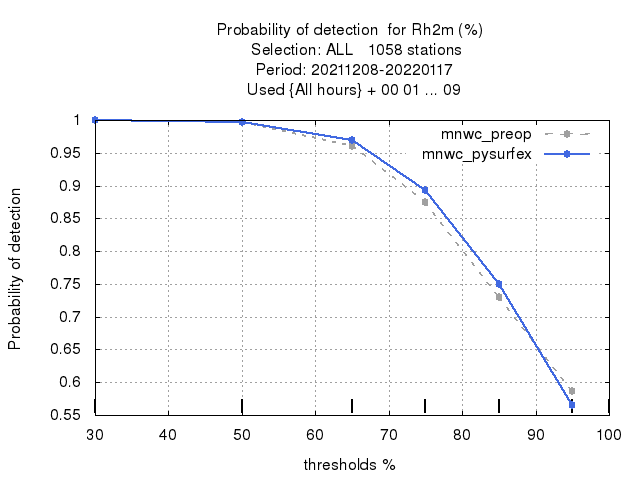 Probability of detection  for Rh2m (%)
Selection: ALL   1058 stations
Period: 20211208-20220117
Used {All hours} + 00 01 ... 09
mnwc_preop
mnwc_pysurfex
Probability of detection
1
0.95
0.9
0.85
0.8
0.75
0.7
0.65
0.6
0.55
30 40 50 60 70 80 90 100
thresholds %